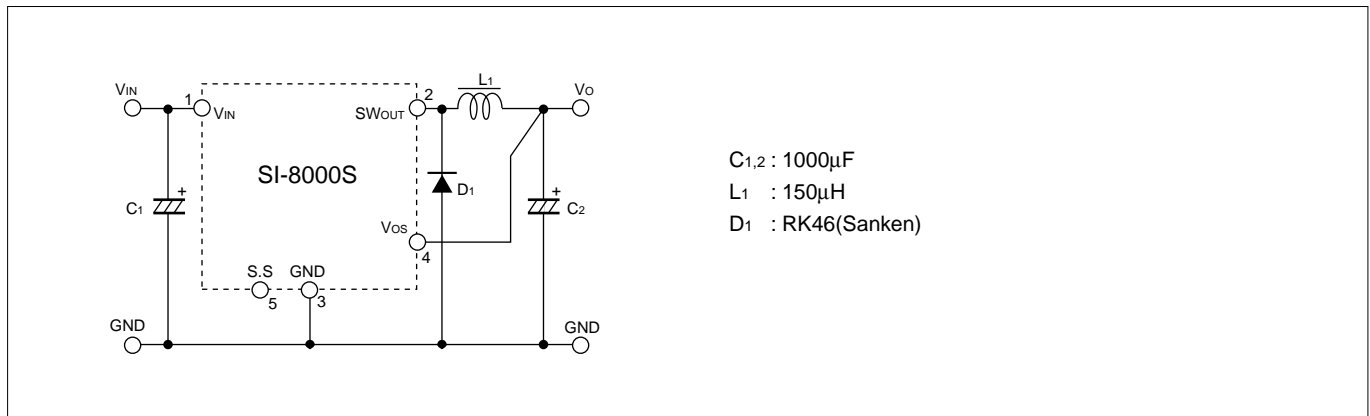 VIN
1
VIN
SWOUT
2
L1
VO
SI-8000S
C1
+
D1
+
C2
VOS
4
S.S
5
GND
3
GND
GND
C1,2 : 1000μF
L1 : 150μH
D1 : RK46(Sanken)